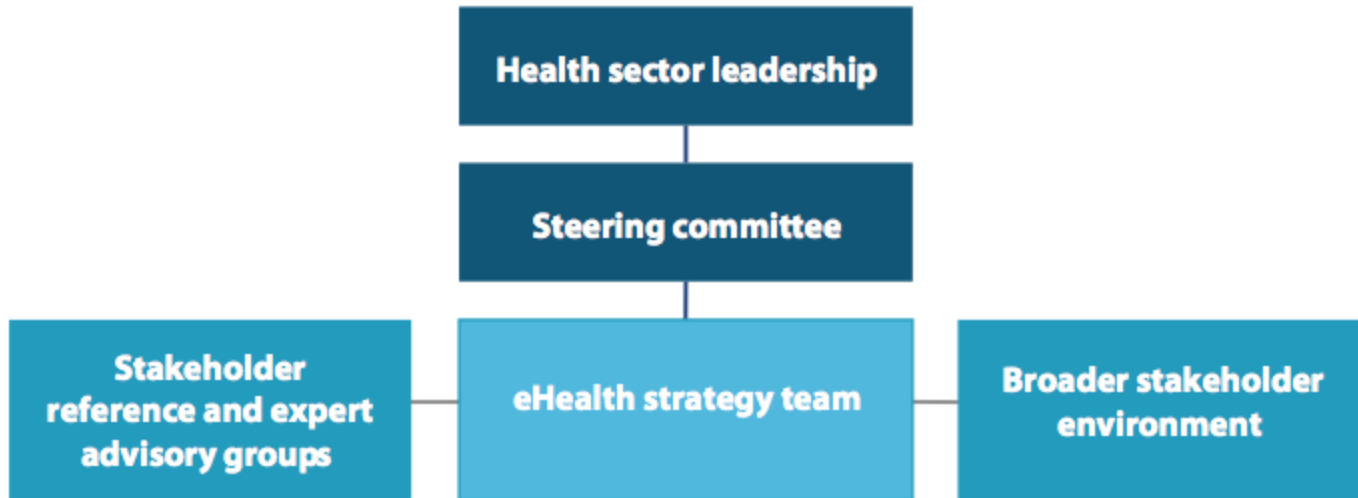 Health sector leadership
Steering committee
Stakeholder
reference and expert
advisory groups
eHealth strategy team
Broader stakeholder
environment